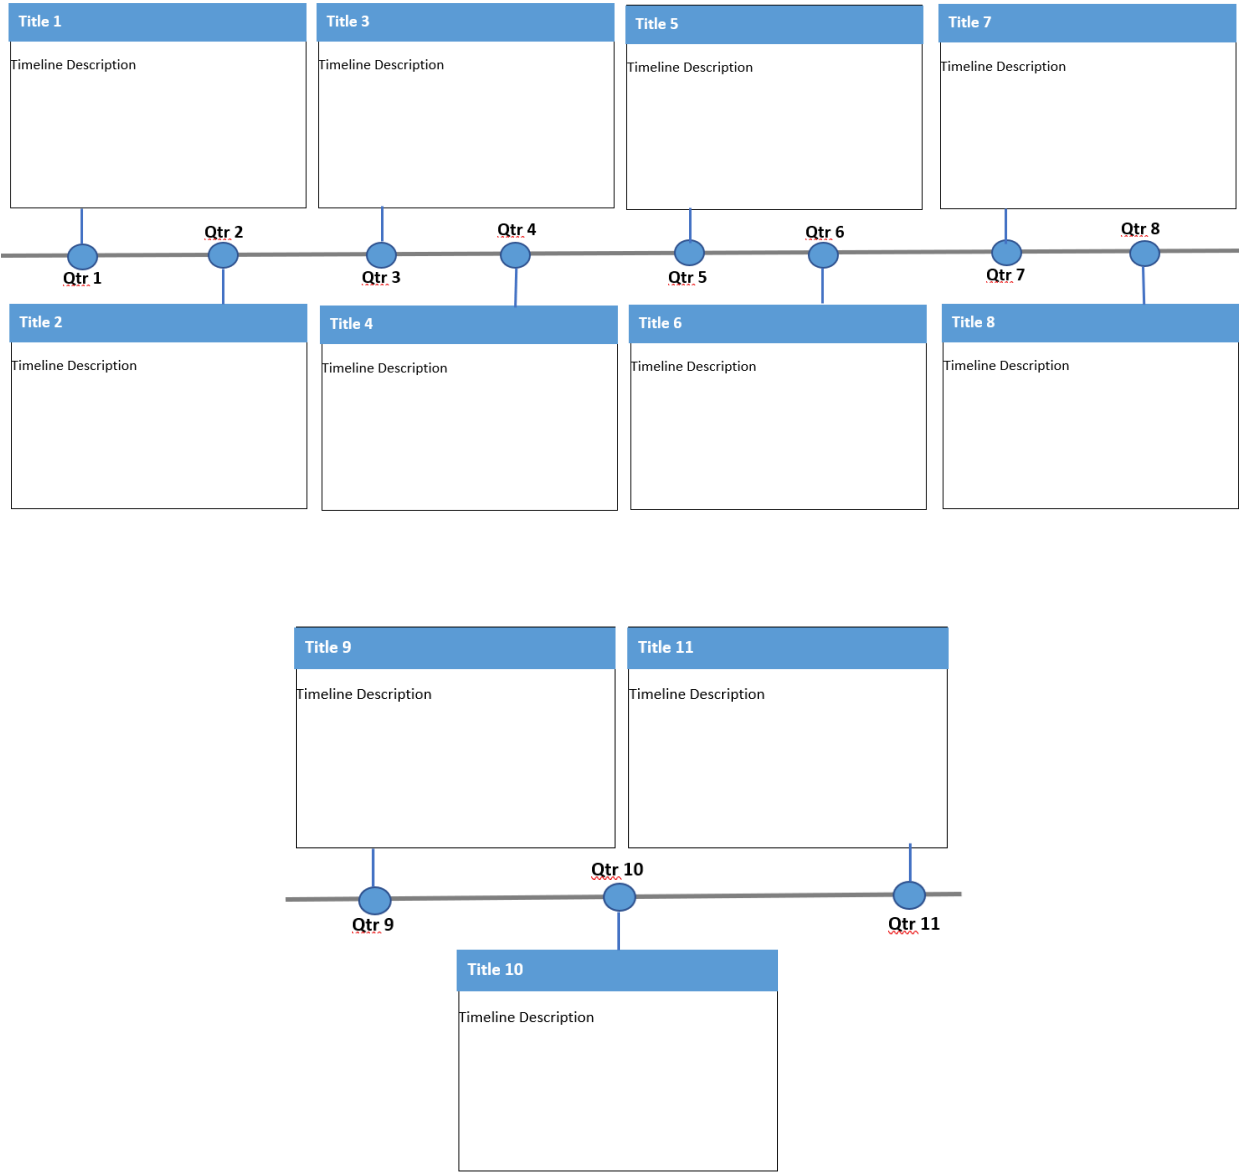 Title 1
Title 3
Title 5
Title 7
Timeline Description
Timeline Description
Timeline Description
Timeline Description
Qtr 2
Qtr 4
Qtr 6
Qtr 8
Qtr 1
Qtr 3
Qtr 5
Qtr 7
Title 2
Title 4
Title 6
Title 8
Timeline Description
Timeline Description
Timeline Description
Timeline Description
Title 9
Title 11
Timeline Description
Timeline Description
Qtr 10
Qtr 9
Qtr 11
Title 10
Timeline Description